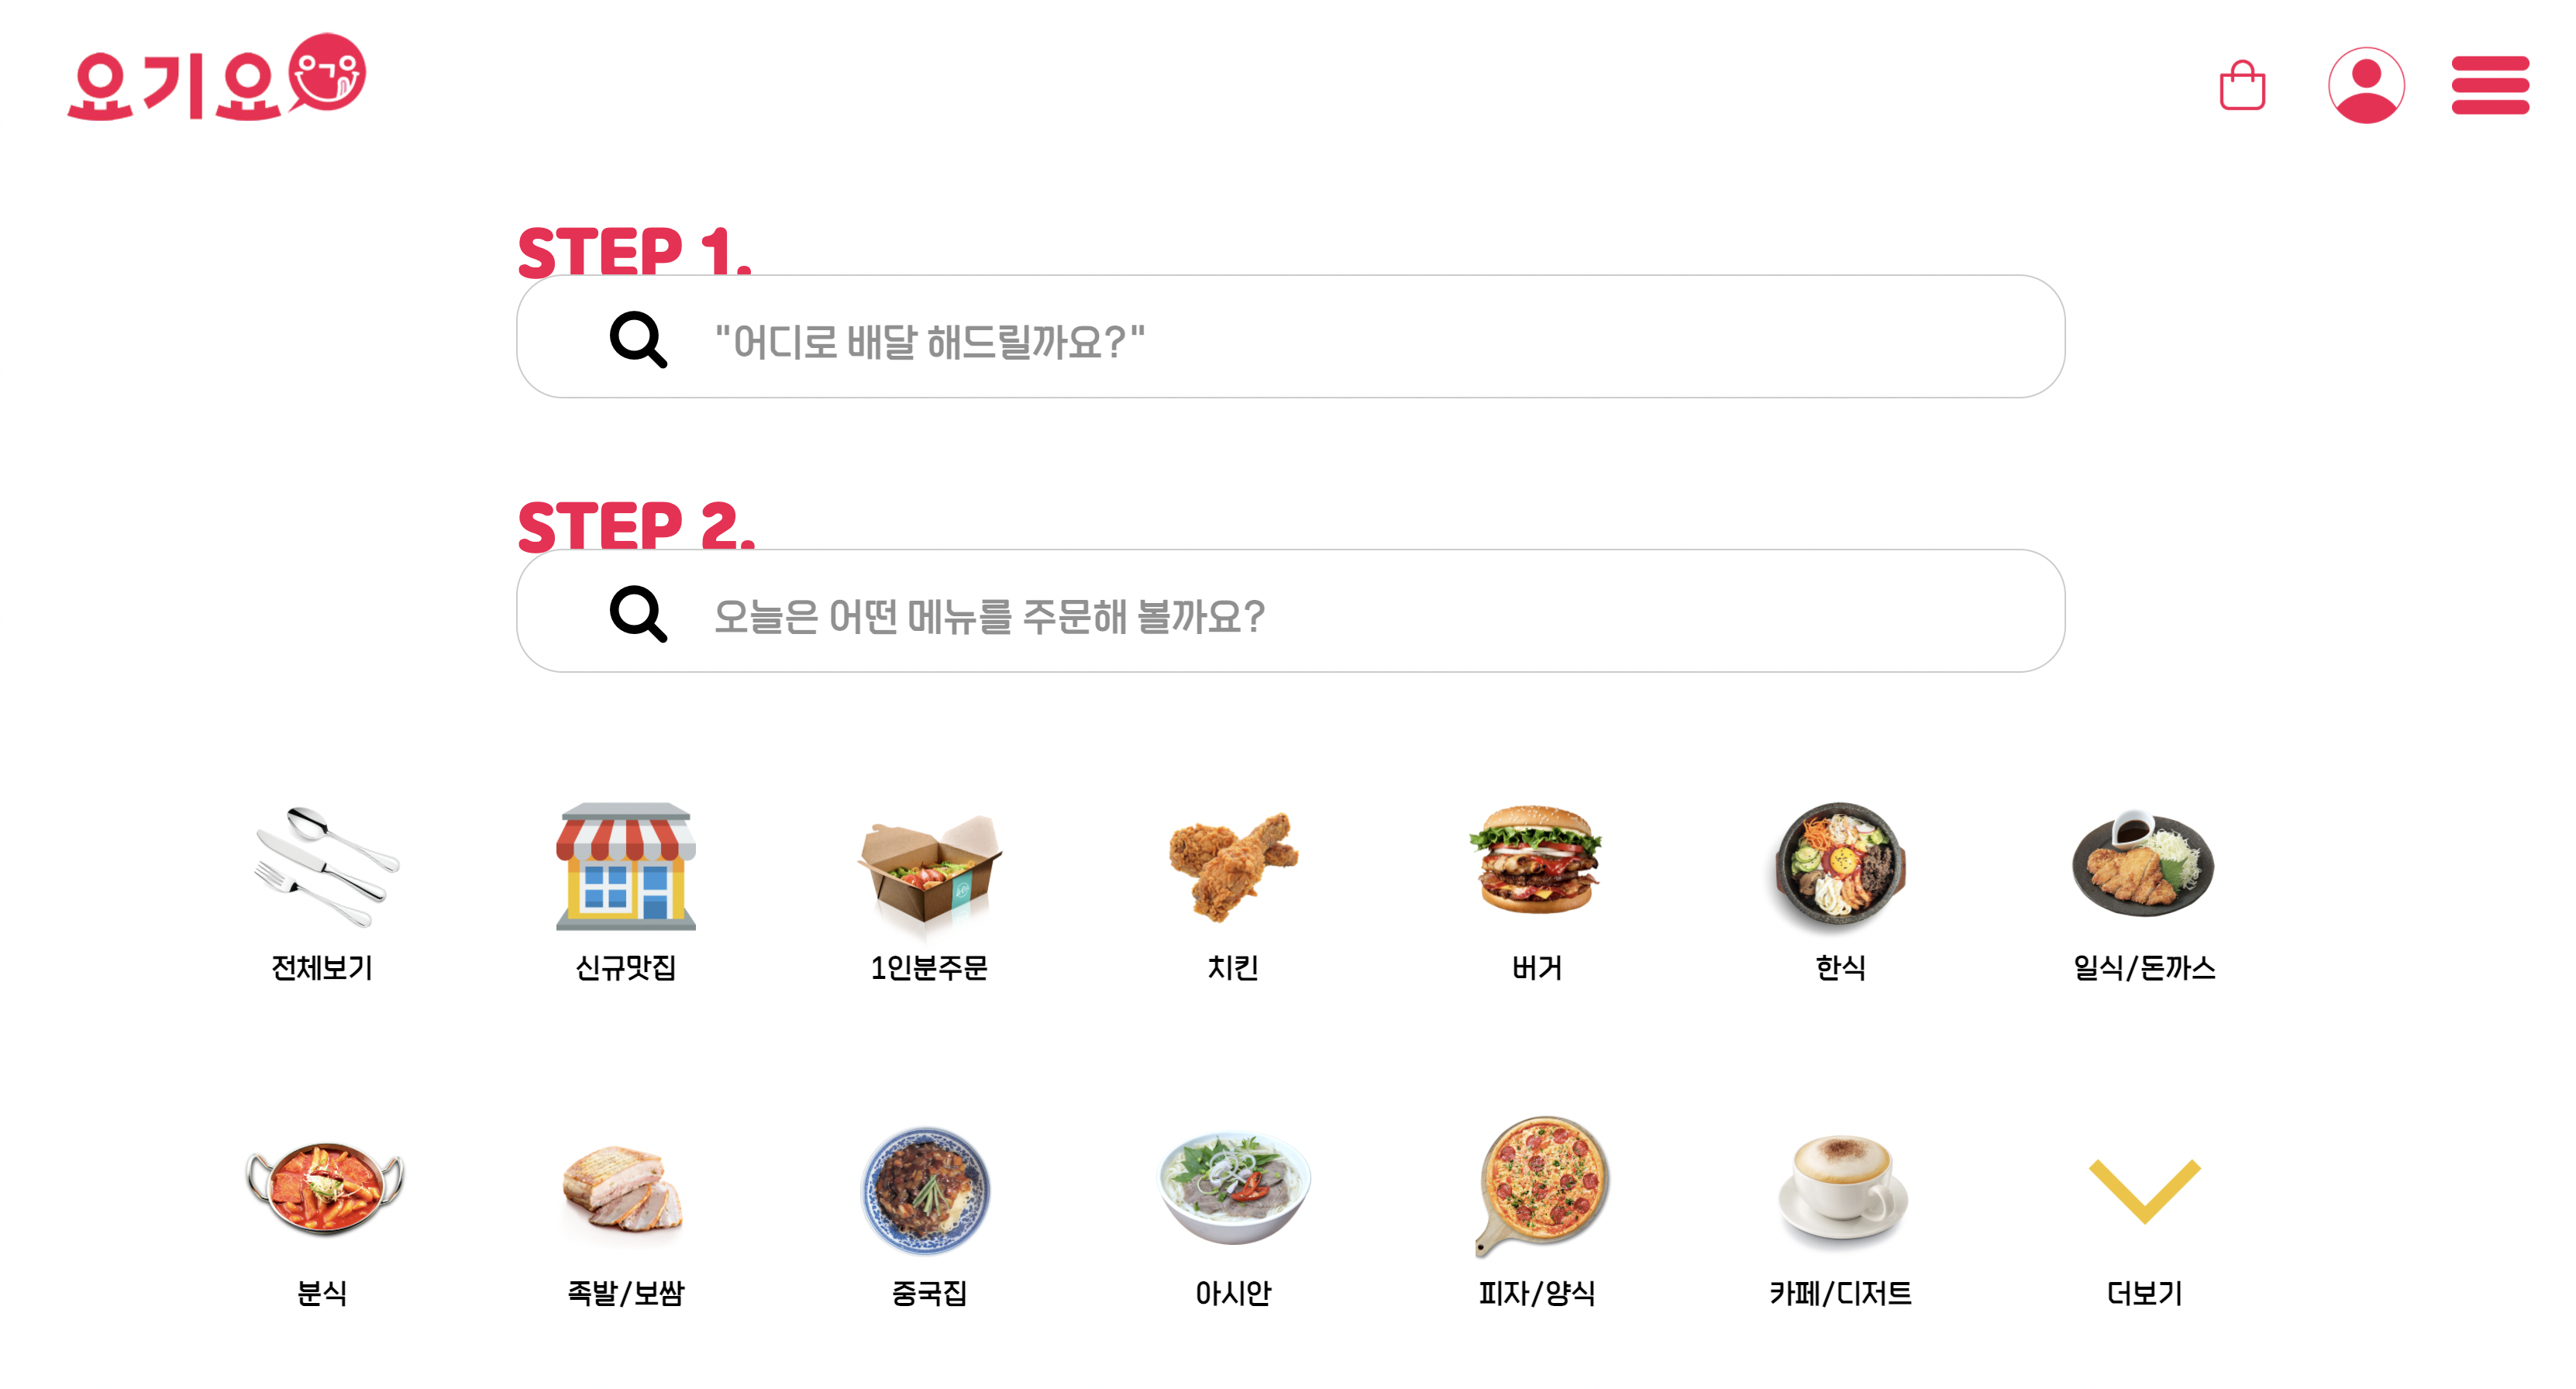 요기요
STEP 1.
"어디로 배달 해드릴까요?"
STEP 2.
오늘은 어떤 메뉴를 주문해 볼까요?
전체보기 신규맛집 1인분주문 치킨 버거 한식 일식/돈까스
분식 족발/보쌈 중국집 아시안 피자/양식 카페/디저트 더보기